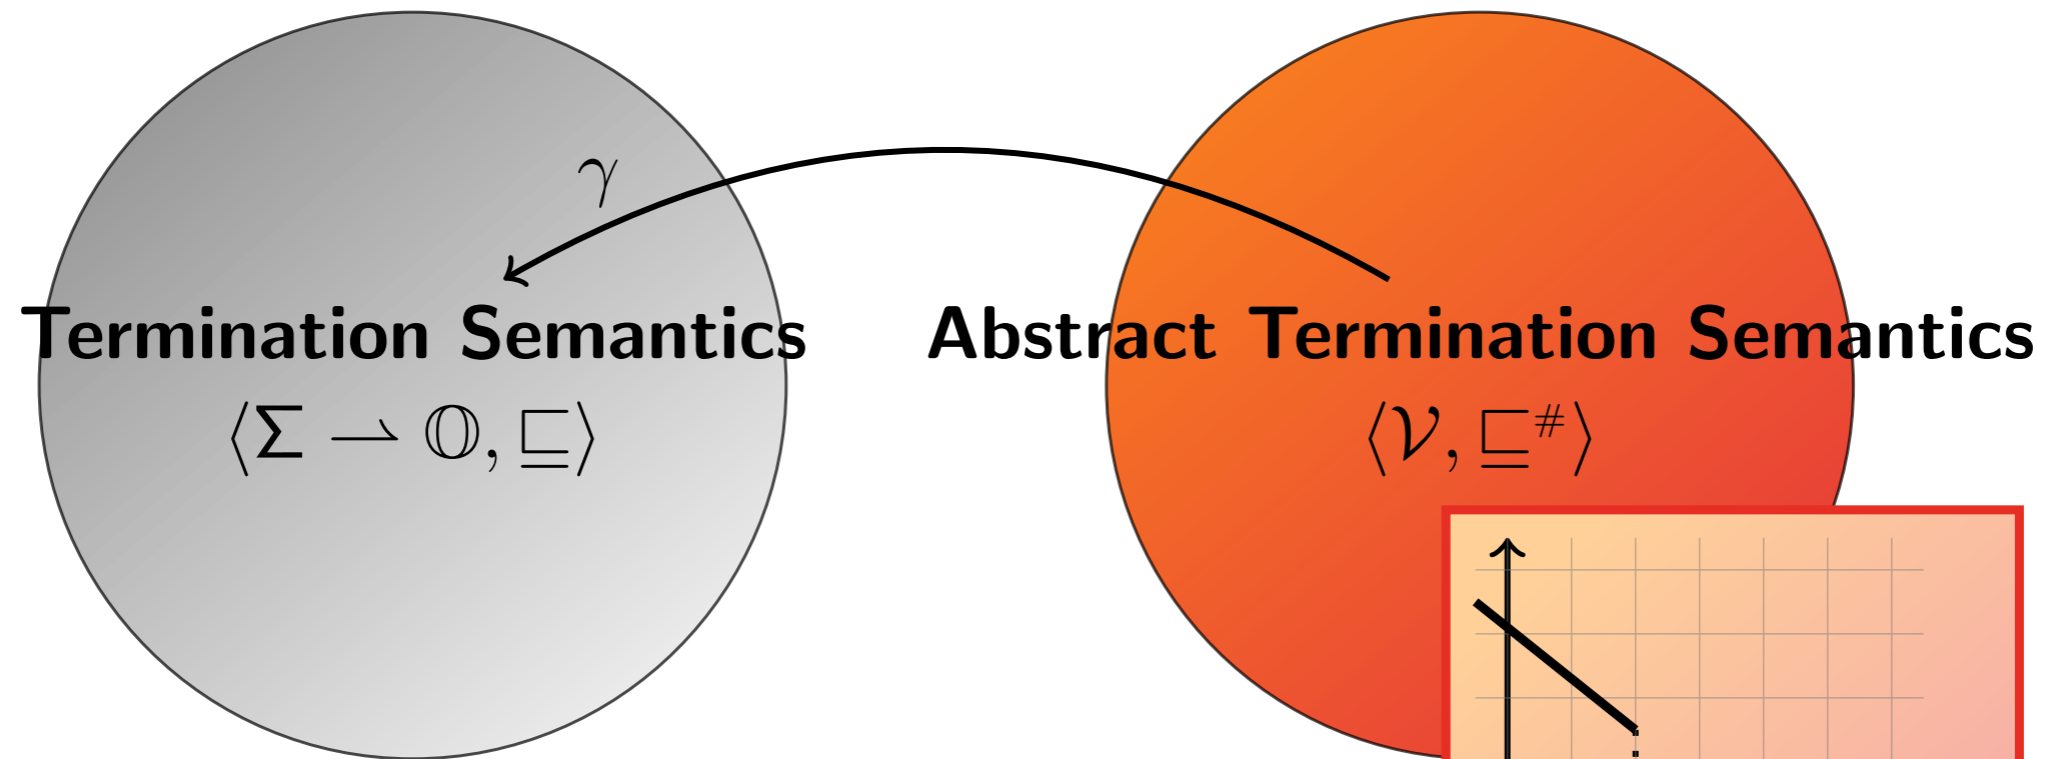 γ
Termination Semantics
⟨Σ ⇀ 𝕆, ⊑⟩
Abstract Termination Semantics
⟨𝒱, ⊑#⟩